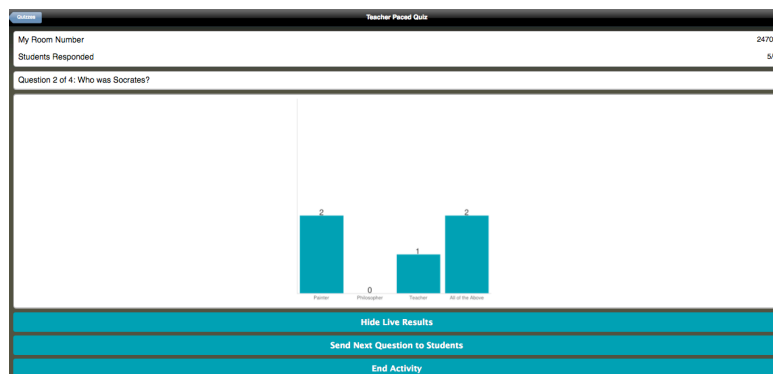 Quizzes
Teacher Paced Quiz
My Room Number 2470
Students Responded 5/
Question 2 of 4: Who was Socrates?
2 0 1 2
Painter Philosopher Teacher All of the Above
Hide Live Results
Send Next Question to Students
End Activity